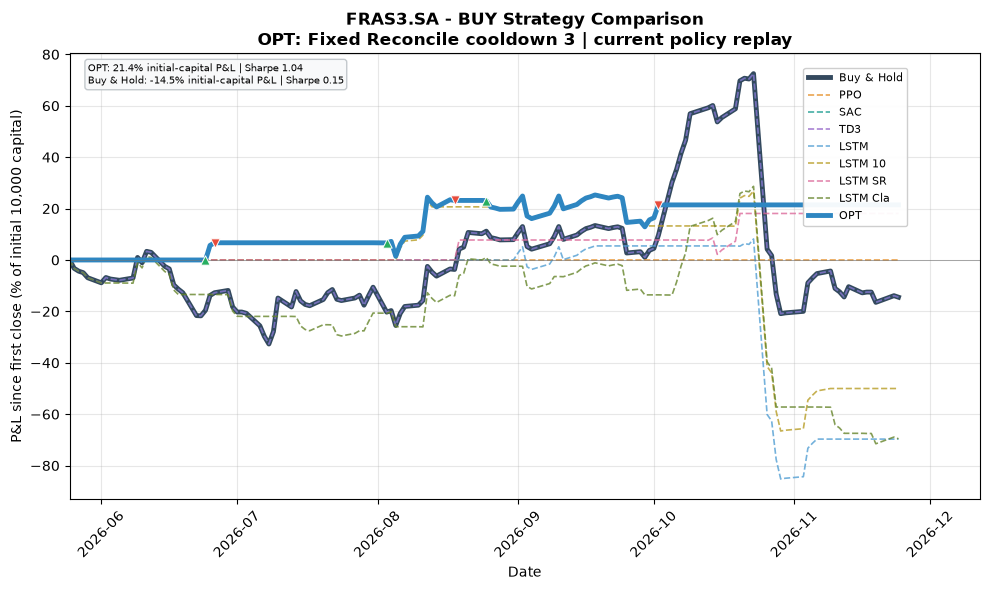 FRAS3.SA - BUY Strategy Comparison
OPT: Fixed Reconcile cooldown 3 | current policy replay
OPT: 21.4% initial-capital P&L | Sharpe 1.04
Buy & Hold: -14.5% initial-capital P&L | Sharpe 0.15
Buy & Hold
PPO
SAC
TD3
LSTM
LSTM 10
LSTM SR
LSTM Cla
OPT
P&L since first close (% of initial 10,000 capital)
80
60
40
20
0
−20
−40
−60
−80
2026-06
2026-07
2026-08
2026-09
2026-10
2026-11
2026-12
Date